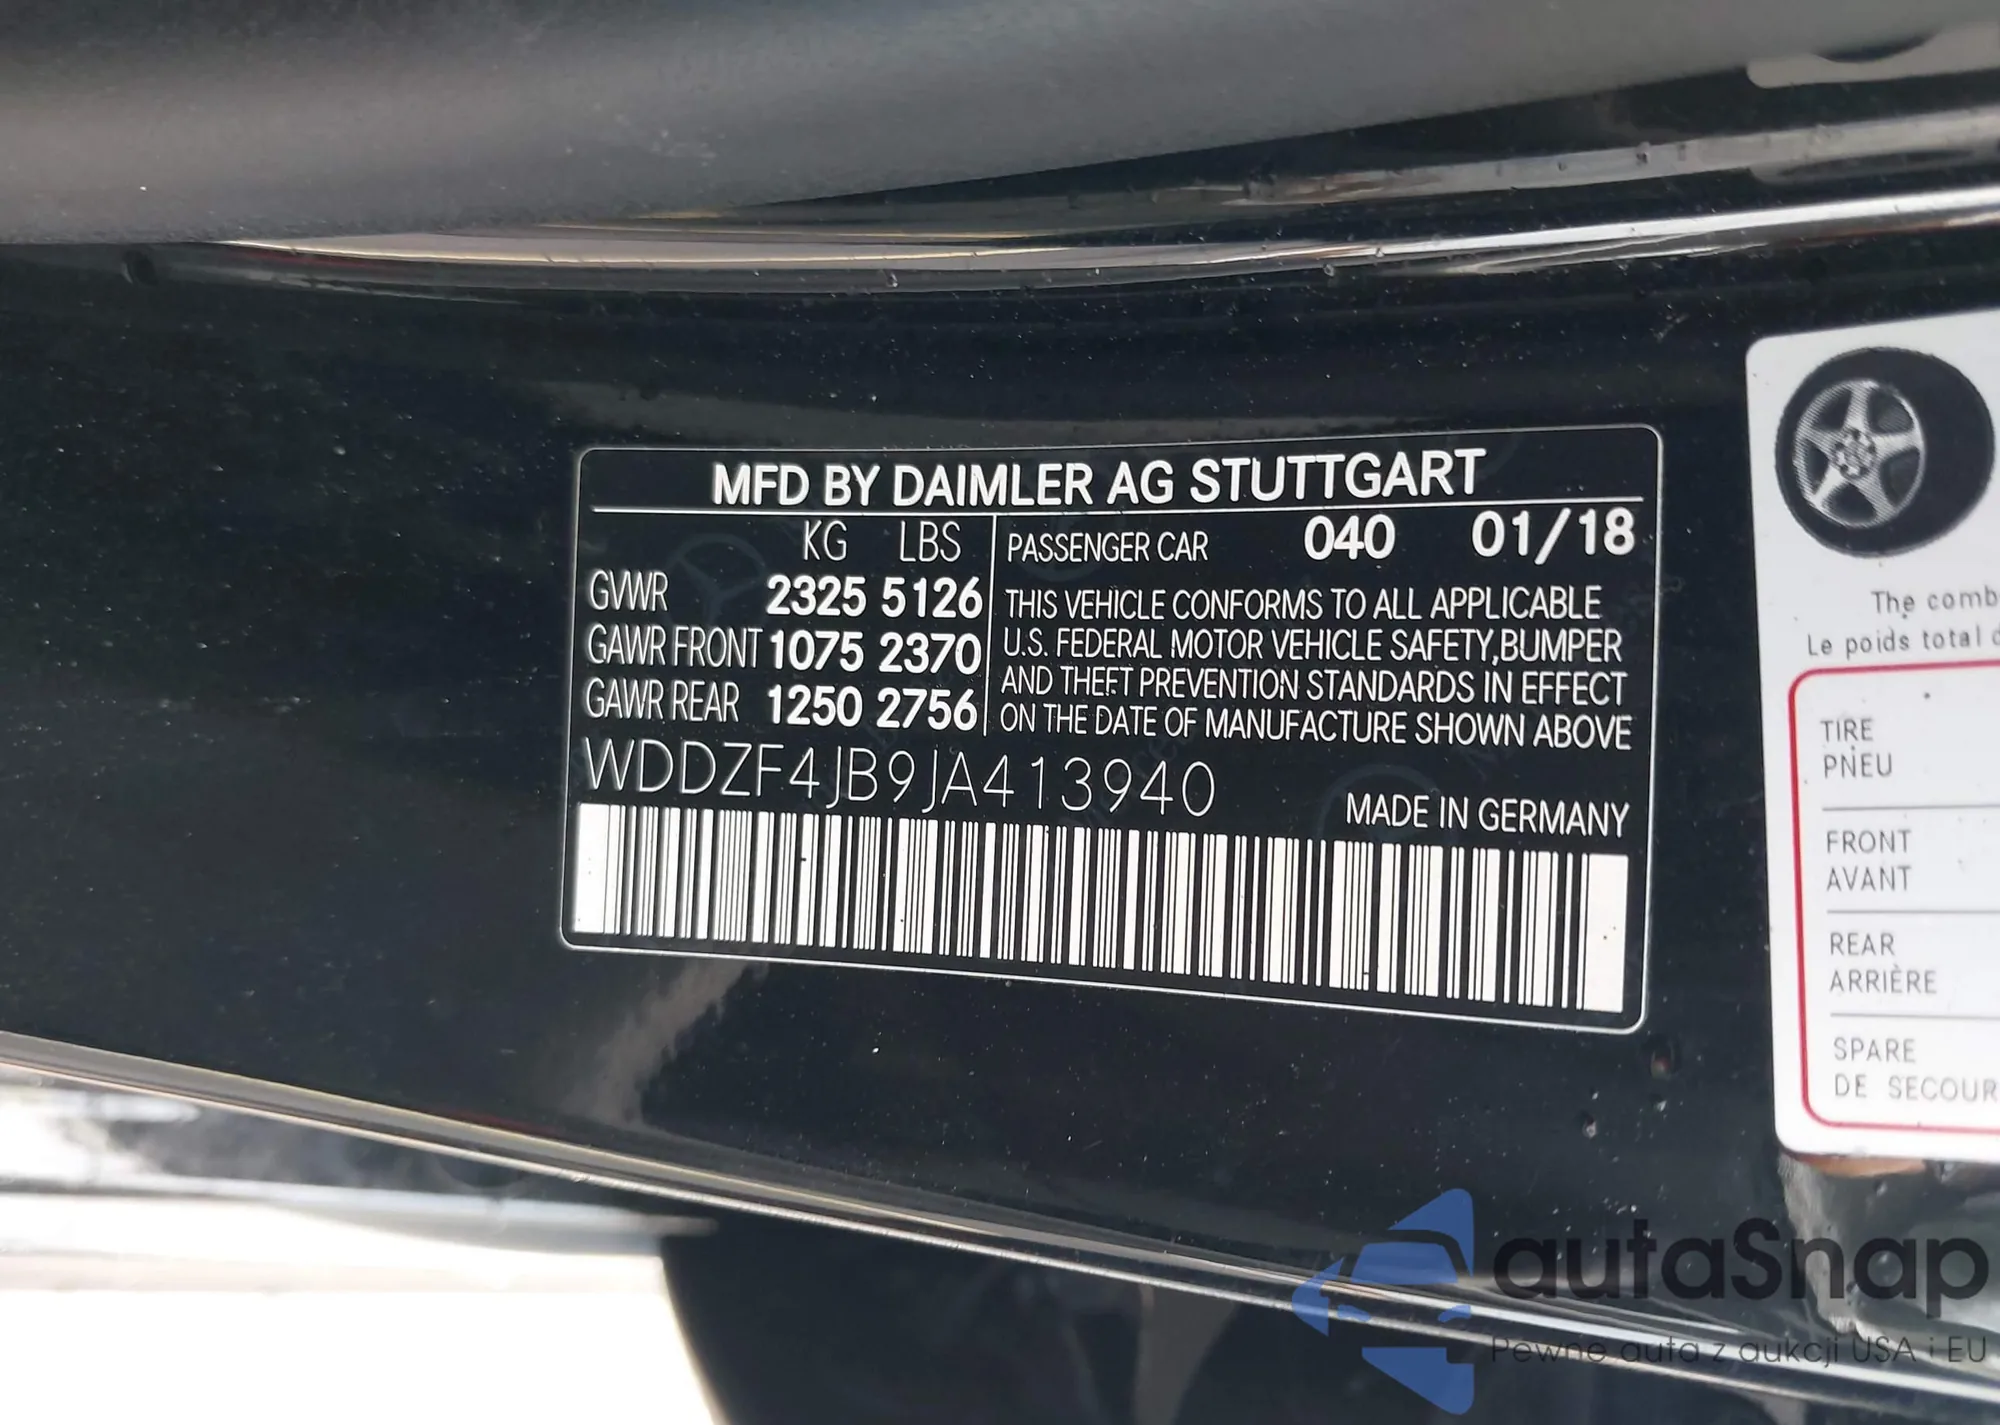 MFD BY DAIMLER AG STUTTGART
KG LBS
GVWR 2325 5126
GAWR FRONT 1075 2370
GAWR REAR 1250 2756
PASSENGER CAR 040 01/18
THIS VEHICLE CONFORMS TO ALL APPLICABLE
U.S. FEDERAL MOTOR VEHICLE SAFETY,BUMPER
AND THEFT PREVENTION STANDARDS IN EFFECT
ON THE DATE OF MANUFACTURE SHOWN ABOVE
WDDZF4JB9JA413940
MADE IN GERMANY
The comb
Le poids total d
TIRE
PNEU
FRONT
AVANT
REAR
ARRIÈRE
SPARE
DE SECOUR
autaSnap
Pewne auta z aukcji USA i EU